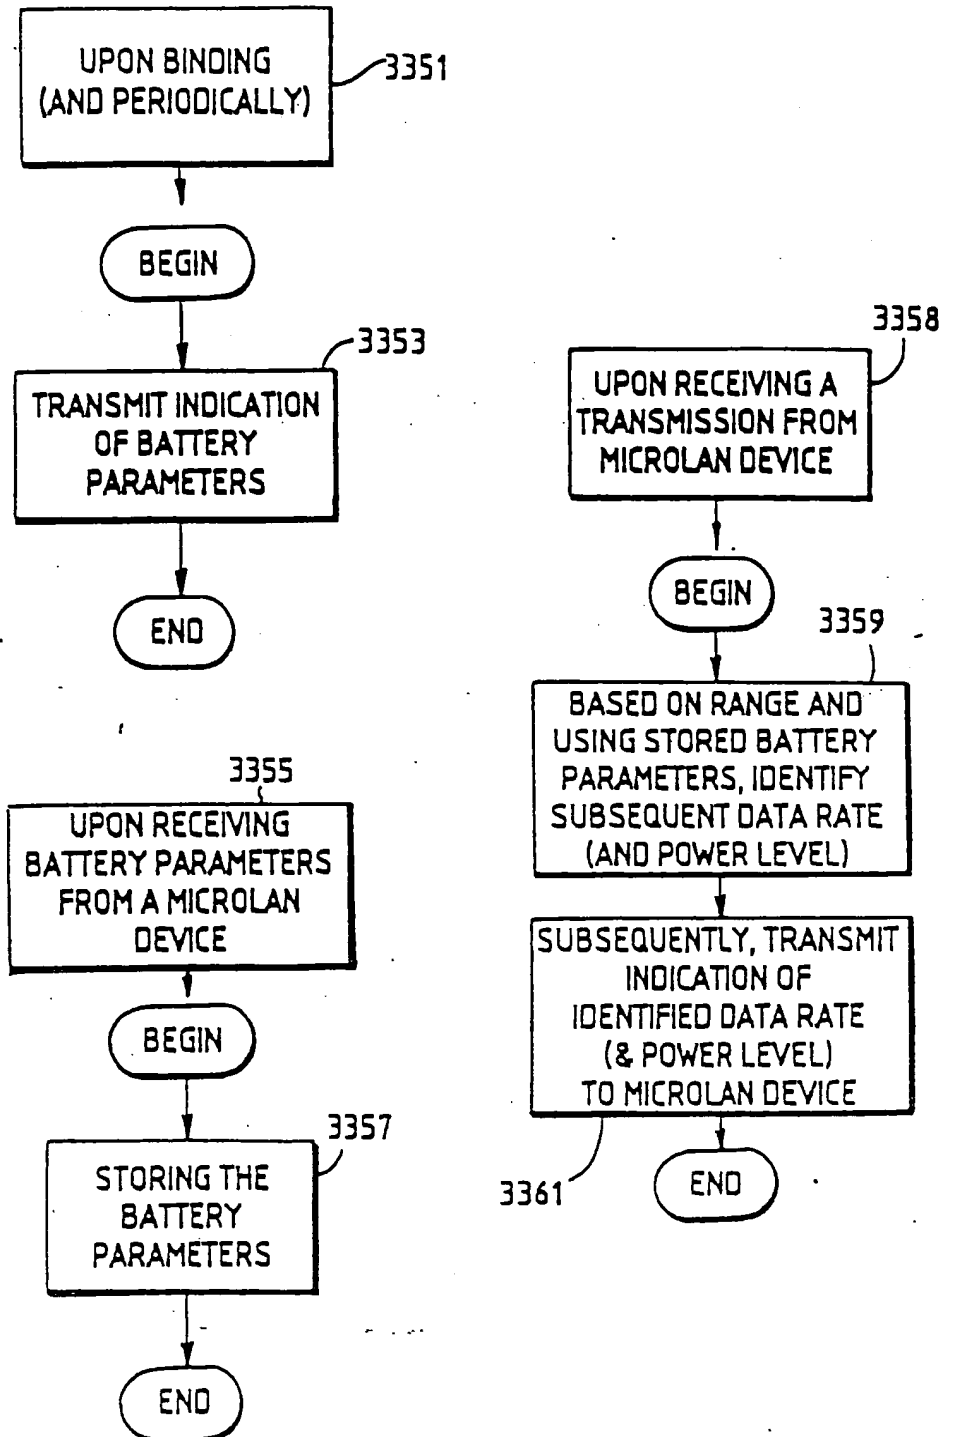 UPON BINDING
(AND PERIODICALLY)
3351
BEGIN
3353
TRANSMIT INDICATION
OF BATTERY
PARAMETERS
END
3355
UPON RECEIVING
BATTERY PARAMETERS
FROM A MICROLAN
DEVICE
BEGIN
3357
STORING THE
BATTERY
PARAMETERS
END
3358
UPON RECEIVING A
TRANSMISSION FROM
MICROLAN DEVICE
BEGIN
3359
BASED ON RANGE AND
USING STORED BATTERY
PARAMETERS, IDENTIFY
SUBSEQUENT DATA RATE
(AND POWER LEVEL)
SUBSEQUENTLY, TRANSMIT
INDICATION OF
IDENTIFIED DATA RATE
(& POWER LEVEL)
TO MICROLAN DEVICE
3361
END